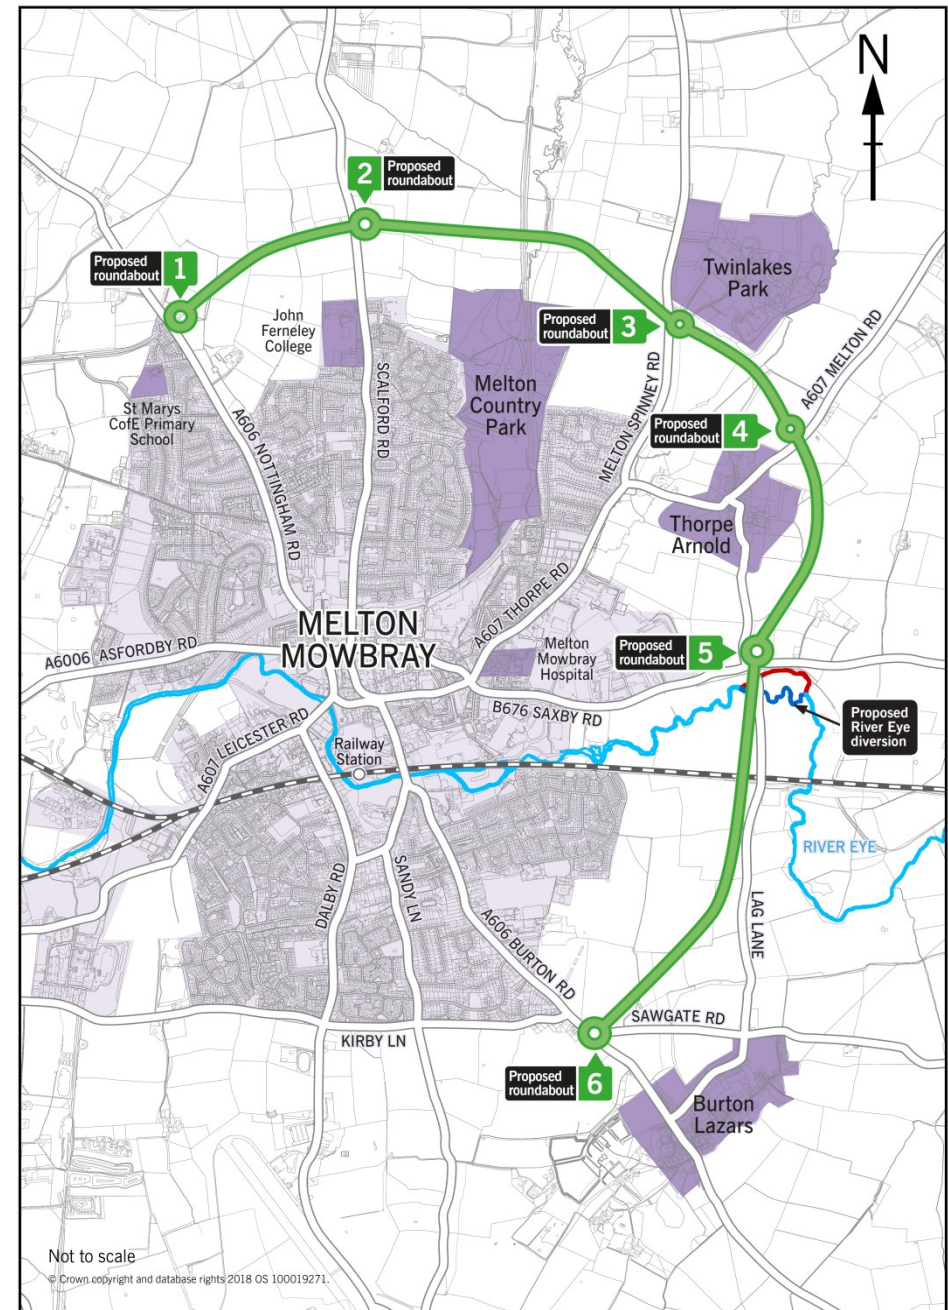 N
2
Proposed
roundabout
Proposed
roundabout
1
Twinlakes
Park
John
Ferneley
College
Proposed
roundabout
3
A607 MELTON RD
SCALFORD RD
Melton
Country
Park
MELTON SPINNEY RD
St Marys
CofE Primary
School
A606 NOTTINGHAM RD
Proposed
roundabout
4
Thorpe
Arnold
A607 THORPE RD
MELTON
MOWBRAY
A6006 ASFORDBY RD
Melton
Mowbray
Hospital
Proposed
roundabout
5
B676 SAXBY RD
Proposed
River Eye
diversion
A607 LEICESTER RD
Railway
Station
RIVER EYE
DALBY RD
SANDY LN
A606 BURTON RD
LAG LANE
SAWGATE RD
KIRBY LN
Proposed
roundabout
6
Burton
Lazars
Not to scale
© Crown copyright and database rights 2018 OS 100019271.